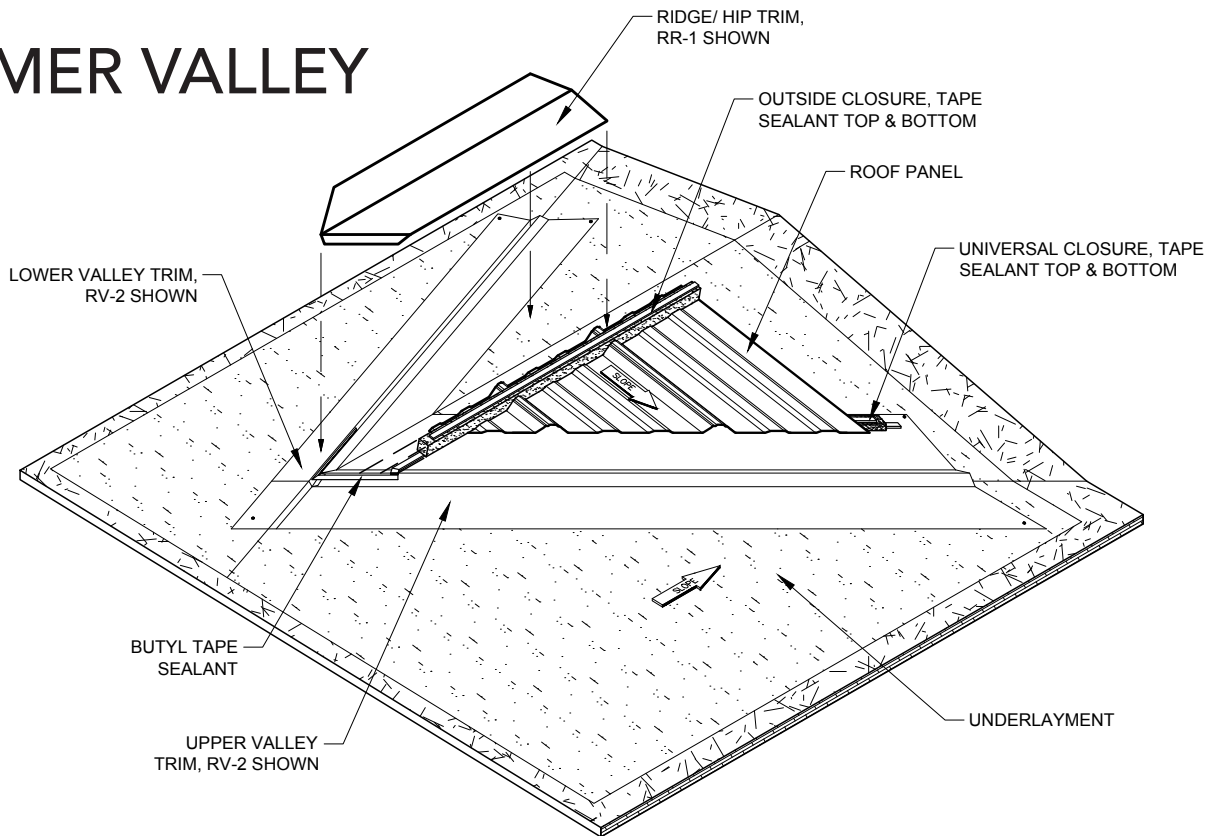 MER VALLEY
RIDGE/ HIP TRIM,
RR-1 SHOWN
OUTSIDE CLOSURE, TAPE
SEALANT TOP & BOTTOM
ROOF PANEL
UNIVERSAL CLOSURE, TAPE
SEALANT TOP & BOTTOM
LOWER VALLEY TRIM,
RV-2 SHOWN
SLOPE
SLOPE
BUTYL TAPE
SEALANT
UPPER VALLEY
TRIM, RV-2 SHOWN
UNDERLAYMENT